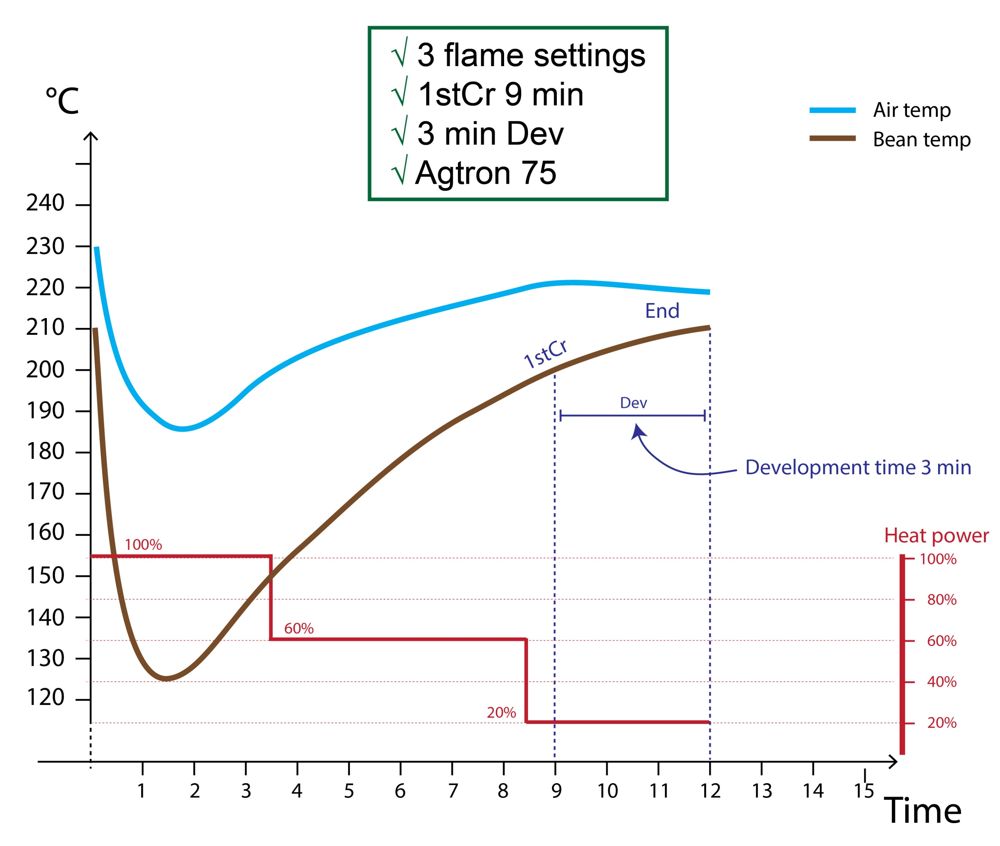 √ 3 flame settings
√ 1stCr 9 min
√ 3 min Dev
√ Agtron 75
°C
Air temp
Bean temp
240
230
220
210
200
190
180
170
160
150
140
130
120
End
1stCr
Dev
Development time 3 min
100%
60%
20%
Heat power
100%
80%
60%
40%
20%
1 2 3 4 5 6 7 8 9 10 11 12 13 14 15
Time